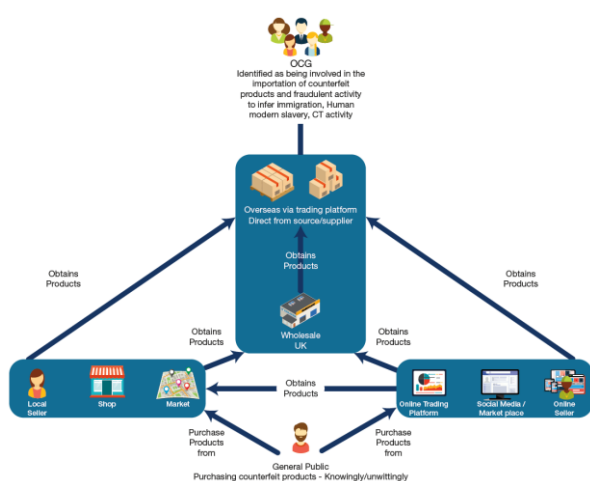 OCG
Identified as being involved in the
importation of counterfeit
products and fraudulent activity
to infer immigration, Human
modern slavery, CT activity
Overseas via trading platform
Direct from source/supplier
Obtains
Products
Obtains
Products
Obtains
Products
Wholesale
UK
Obtains
Products
Obtains
Products
Local
Seller
Shop
Market
Obtains
Products
Online Trading
Platform
Social Media /
Market place
Online
Seller
Purchase
Products
from
Purchase
Products
from
General Public
Purchasing counterfeit products - Knowingly/unwittingly